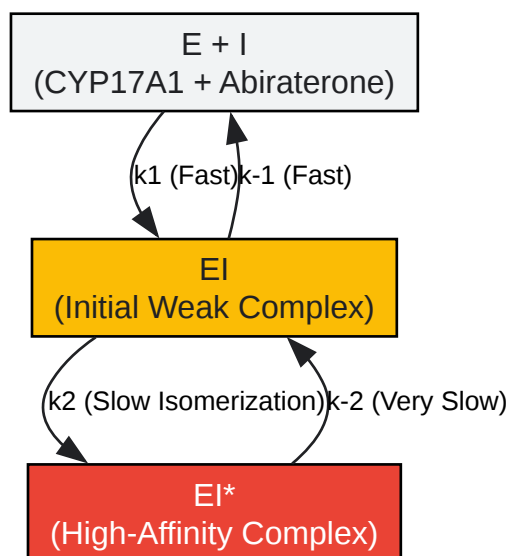 E + I
(CYP17A1 + Abiraterone)
k1 (Fast)
k-1 (Fast)
EI
(Initial Weak Complex)
k2 (Slow Isomerization)
k-2 (Very Slow)
EI*
(High-Affinity Complex)